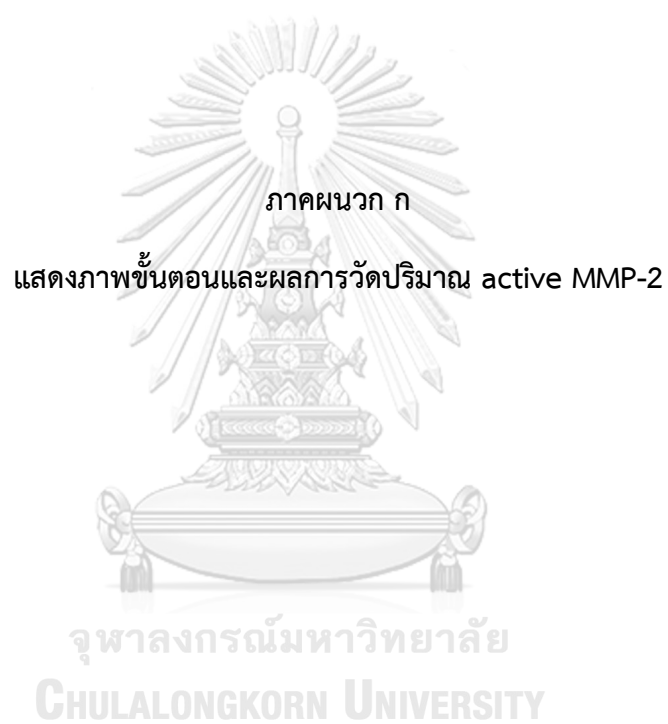 ภาคผนวก ก
แสดงภาพขั้นตอนและผลการวัดปริมาณ active MMP-2
จุฬาลงกรณ์มหาวิทยาลัย
CHULALONGKORN UNIVERSITY